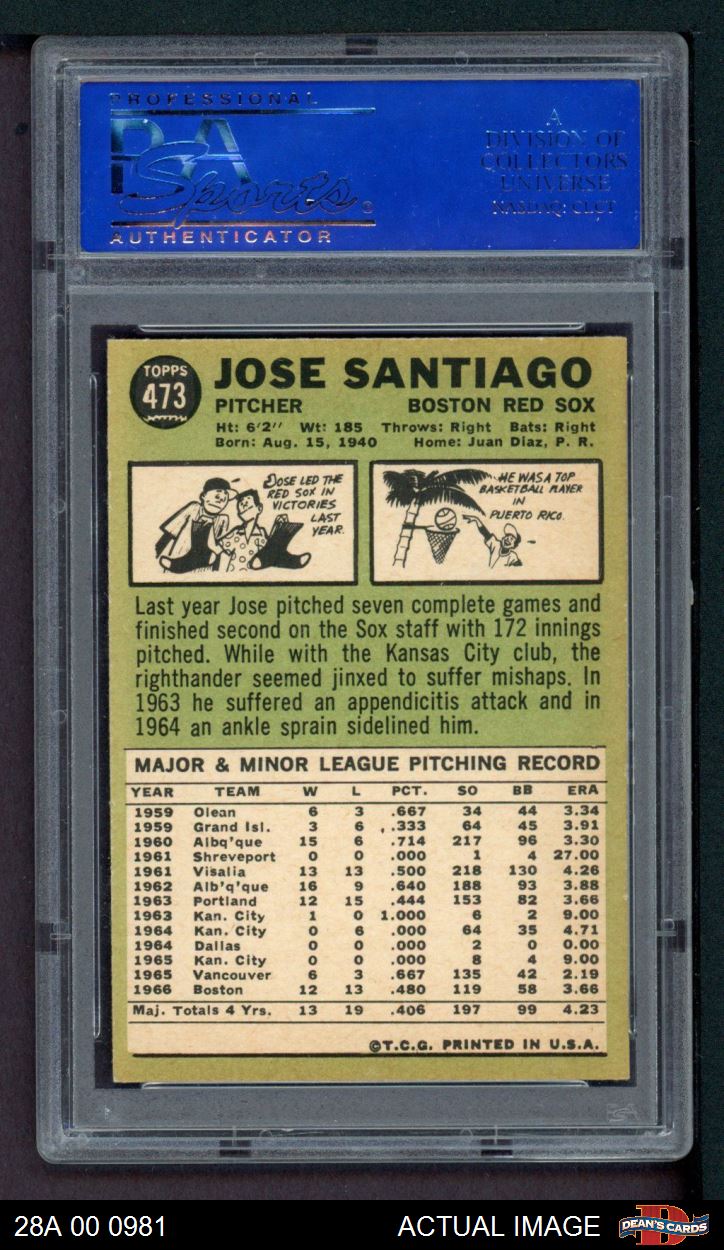 PROFESSIONAL
PSA
Sports
AUTHENTICATOR
A
DIVISION OF
COLLECTORS
UNIVERSE
NASDAQ: CLCT
TOPPS
473
JOSE SANTIAGO
PITCHER BOSTON RED SOX
Ht: 6'2" Wt: 185 Throws: Right Bats: Right
Born: Aug. 15, 1940 Home: Juan Diaz, P. R.
JOSE LED THE
RED SOX IN
VICTORIES
LAST
YEAR.
HE WAS A TOP
BASKETBALL PLAYER
IN
PUERTO RICO.
Last year Jose pitched seven complete games and
finished second on the Sox staff with 172 innings
pitched. While with the Kansas City club, the
righthander seemed jinxed to suffer mishaps. In
1963 he suffered an appendicitis attack and in
1964 an ankle sprain sidelined him.
MAJOR & MINOR LEAGUE PITCHING RECORD
YEAR TEAM W L PCT. SO BB ERA
1959 Olean 6 3 .667 34 44 3.34
1959 Grand Isl. 3 6 .333 64 45 3.91
1960 Albq'que 15 6 .714 217 96 3.30
1961 Shreveport 0 0 .000 1 4 27.00
1961 Visalia 13 13 .500 218 130 4.26
1962 Alb'q'que 16 9 .640 188 93 3.88
1963 Portland 12 15 .444 153 82 3.66
1963 Kan. City 1 0 1.000 6 2 9.00
1964 Kan. City 0 6 .000 64 35 4.71
1964 Dallas 0 0 .000 2 0 0.00
1965 Kan. City 0 0 .000 8 4 9.00
1965 Vancouver 6 3 .667 135 42 2.19
1966 Boston 12 13 .480 119 58 3.66
Maj. Totals 4 Yrs. 13 19 .406 197 99 4.23
©T.C.G. PRINTED IN U.S.A.
28A 00 0981 ACTUAL IMAGE DEAN'S CARDS